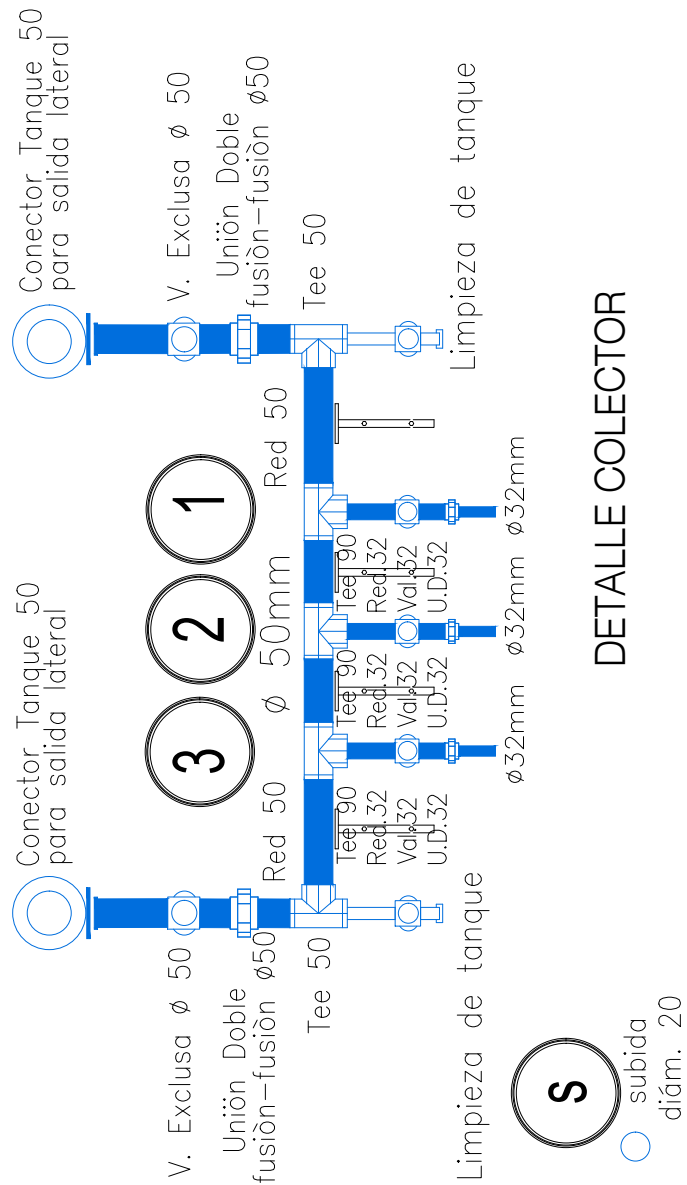 Conector Tanque 50
para salida lateral
Conector Tanque 50
para salida lateral
V. Exclusa ø 50
Uniön Doble
fusiòn-fusiòn ø50
Tee 50
Limpieza de tanque
V. Exclusa ø 50
Uniön Doble
fusiòn-fusiòn ø50
Tee 50
Limpieza de tanque
3
2
1
Red 50
ø 50mm
Red 50
Tee 90
Red.32
Val.32
U.D.32
Tee 90
Red.32
Val.32
U.D.32
Tee 90
Red.32
Val.32
U.D.32
ø32mm
ø32mm
ø32mm
DETALLE COLECTOR
S
subida
diám. 20